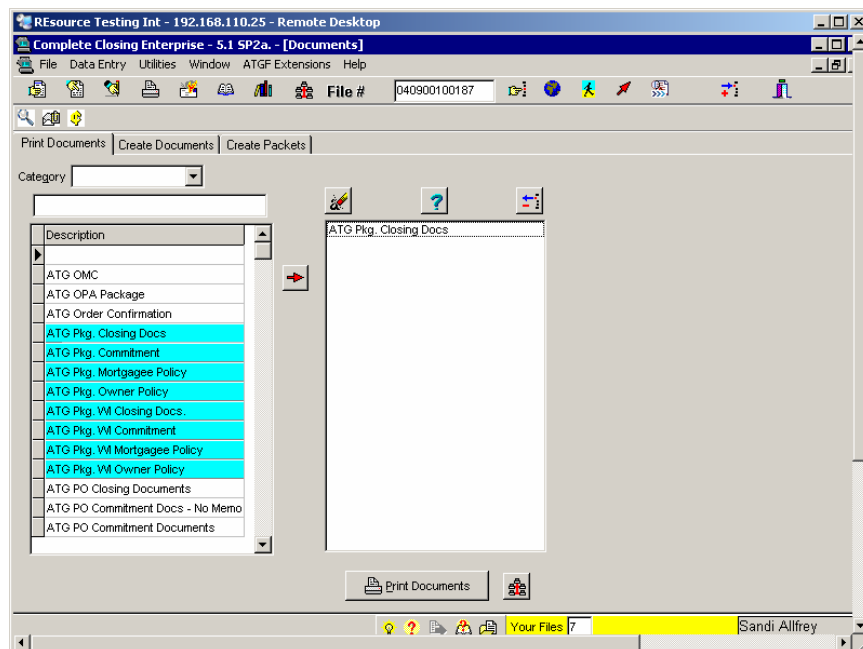 REsource Testing Int - 192.168.110.25 - Remote Desktop
Complete Closing Enterprise - 5.1 SP2a. - [Documents]
File Data Entry Utilities Window ATGF Extensions Help
File # 040900100187
Print Documents Create Documents Create Packets
Category
Description
ATG OMC
ATG OPA Package
ATG Order Confirmation
ATG Pkg. Closing Docs
ATG Pkg. Commitment
ATG Pkg. Mortgagee Policy
ATG Pkg. Owner Policy
ATG Pkg. WI Closing Docs.
ATG Pkg. WI Commitment
ATG Pkg. WI Mortgagee Policy
ATG Pkg. WI Owner Policy
ATG PO Closing Documents
ATG PO Commitment Docs - No Memo
ATG PO Commitment Documents
ATG Pkg. Closing Docs
Print Documents
Your Files 7
Sandi Allfrey